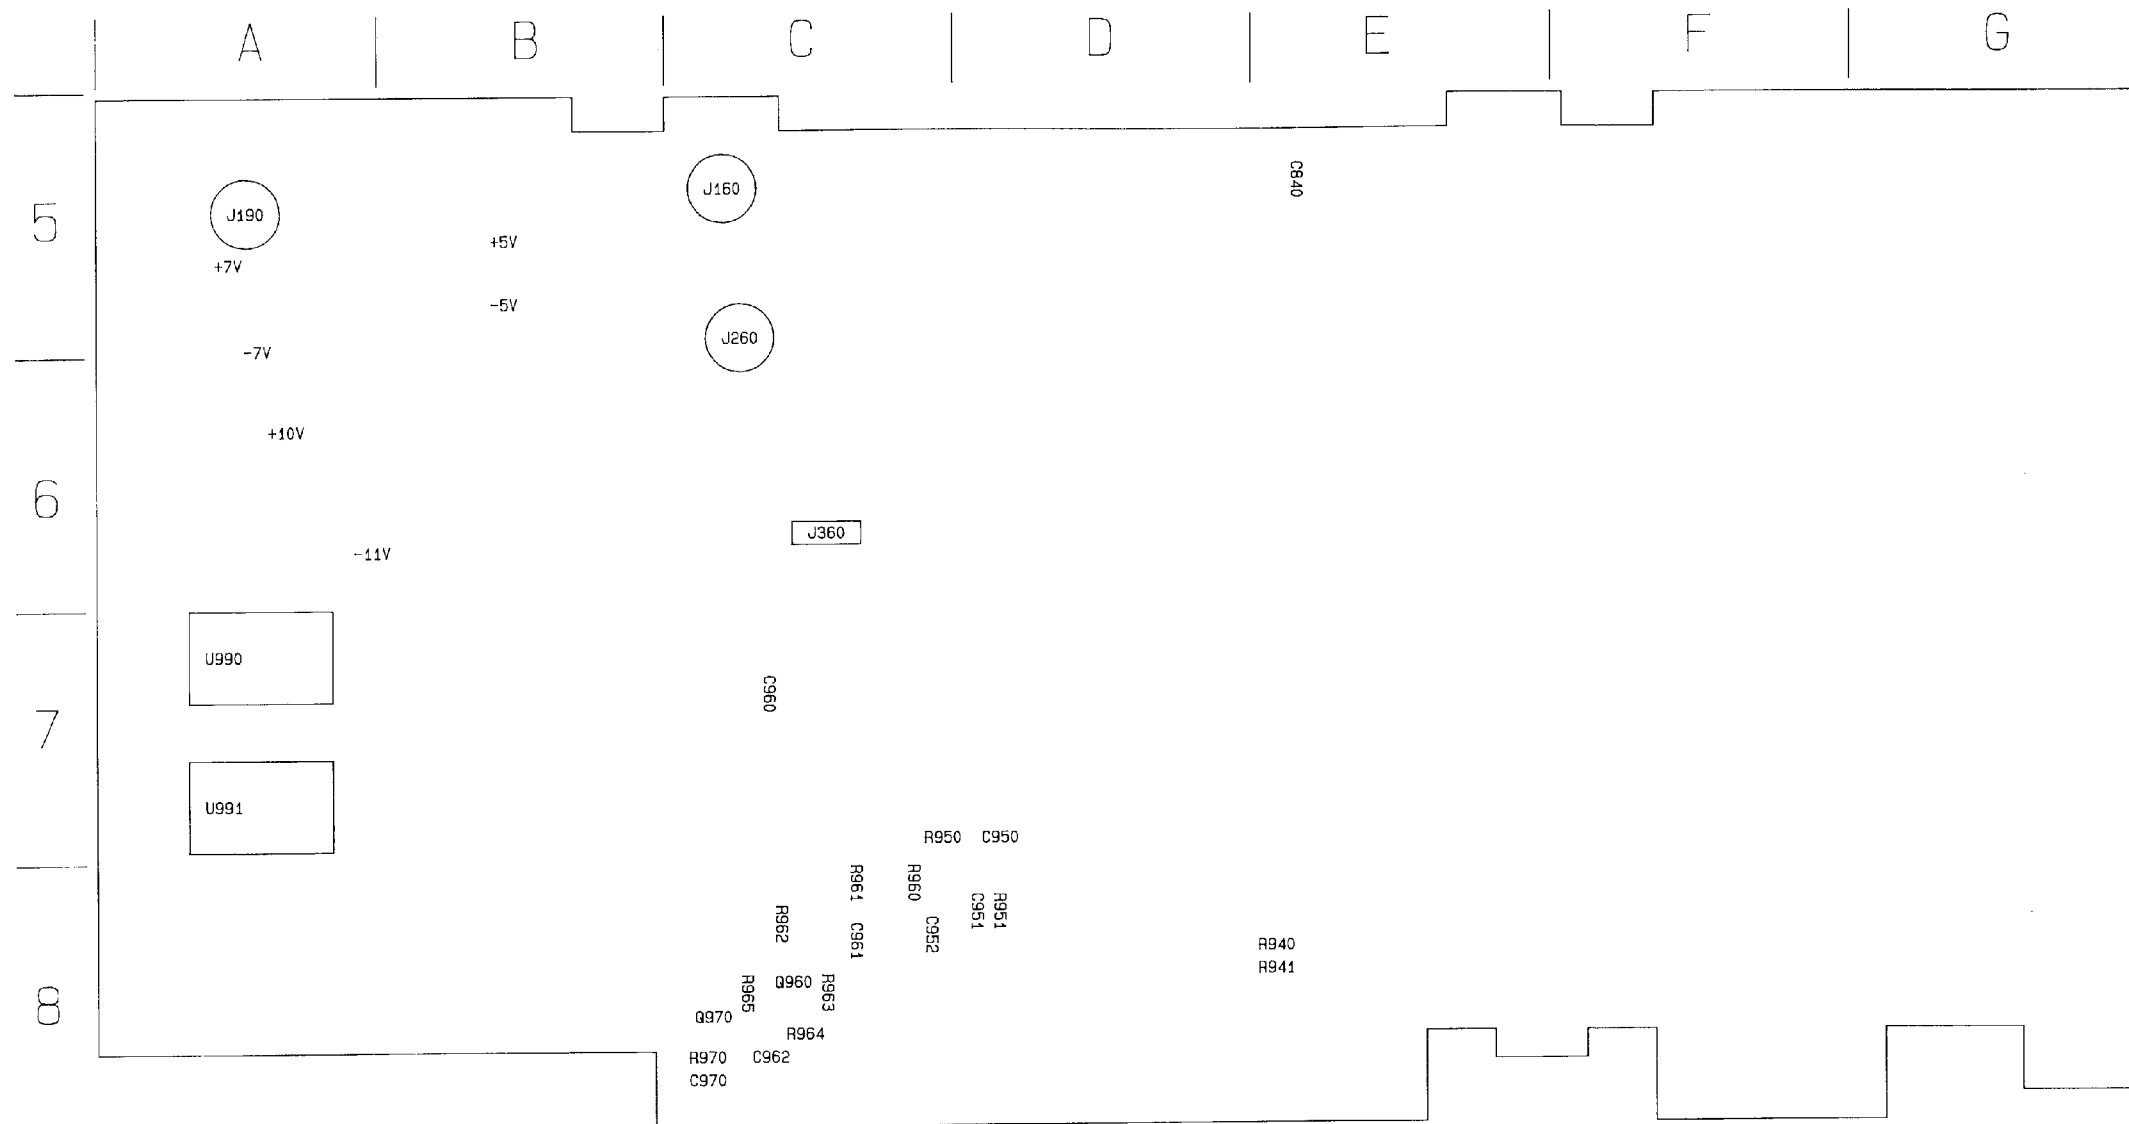 A B C D E F G
5
C840
J160
J190
+5V
+7V
-5V
J260
-7V
+10V
6
J360
-11V
U990
C960
7
U991
R950 C950
R961 R960
R962 C961 C952 C951 R951
R940
R941
R965 Q960 R963
8
Q970
R964
R970 C962
C970